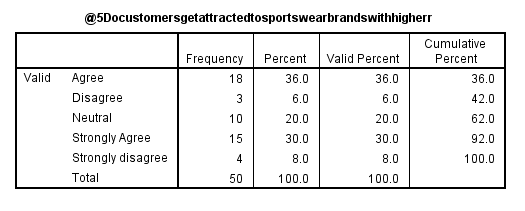 @5Docustomersgetattractedtosportswearbrandswithhigherr
Frequency Percent Valid Percent Cumulative Percent
Valid Agree 18 36.0 36.0 36.0
Disagree 3 6.0 6.0 42.0
Neutral 10 20.0 20.0 62.0
Strongly Agree 15 30.0 30.0 92.0
Strongly disagree 4 8.0 8.0 100.0
Total 50 100.0 100.0